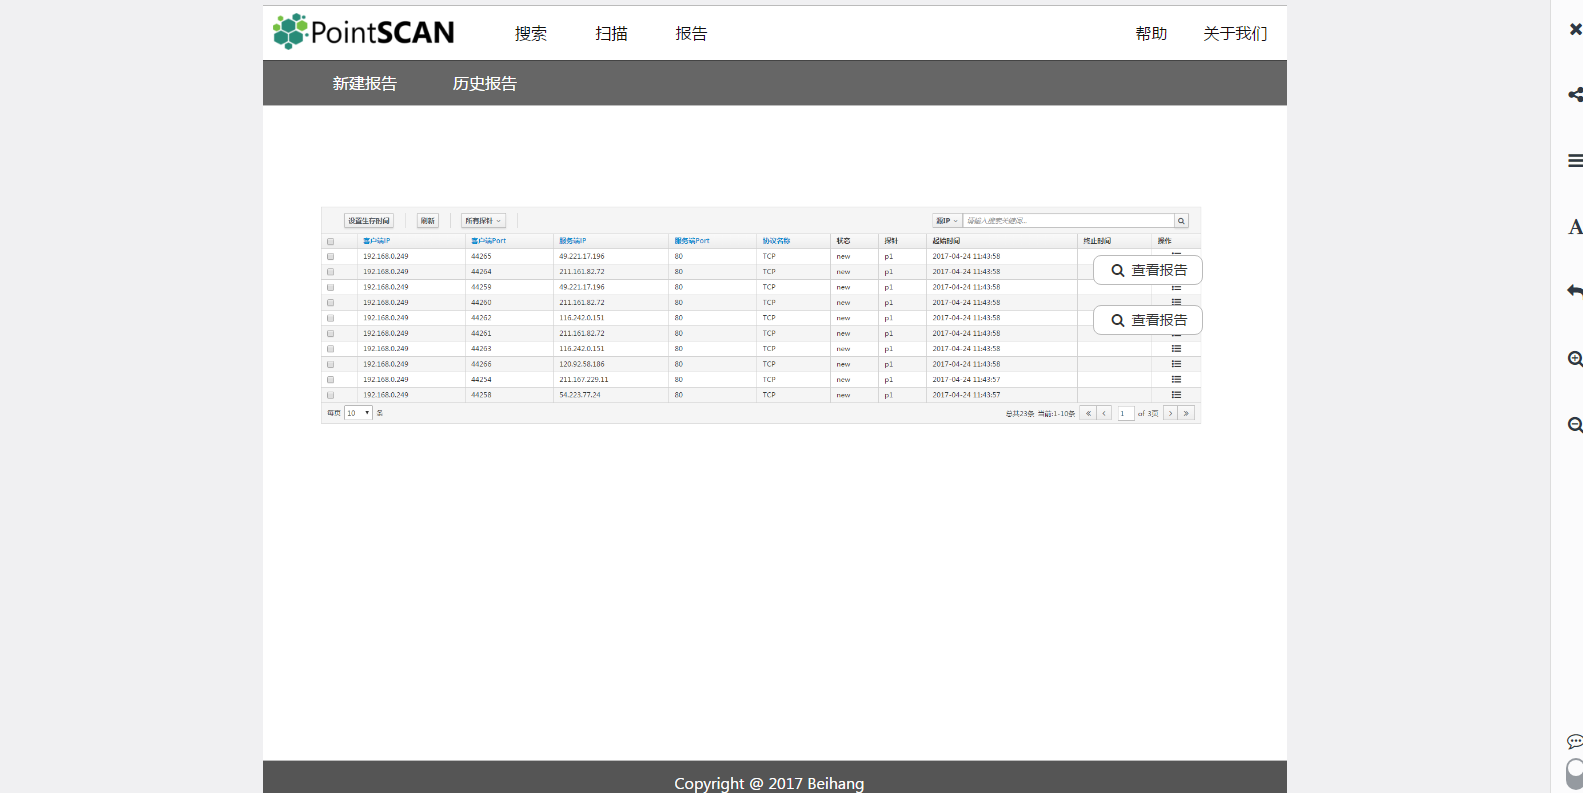 PointSCAN 搜索 扫描 报告 帮助 关于我们
新建报告 历史报告
设置生存时间 刷新 所有探针 源IP 请输入搜索关键词...
客户端IP 客户端Port 服务端IP 服务端Port 协议名称 状态 探针 起始时间 终止时间 操作
192.168.0.249 44265 49.221.17.196 80 TCP new p1 2017-04-24 11:43:58
查看报告
192.168.0.249 44264 211.161.82.72 80 TCP new p1 2017-04-24 11:43:58
192.168.0.249 44259 49.221.17.196 80 TCP new p1 2017-04-24 11:43:58
192.168.0.249 44260 211.161.82.72 80 TCP new p1 2017-04-24 11:43:58
192.168.0.249 44262 116.242.0.151 80 TCP new p1 2017-04-24 11:43:58
查看报告
192.168.0.249 44261 211.161.82.72 80 TCP new p1 2017-04-24 11:43:58
192.168.0.249 44263 116.242.0.151 80 TCP new p1 2017-04-24 11:43:58
192.168.0.249 44266 120.92.58.186 80 TCP new p1 2017-04-24 11:43:58
192.168.0.249 44254 211.167.229.11 80 TCP new p1 2017-04-24 11:43:57
192.168.0.249 44258 54.223.77.24 80 TCP new p1 2017-04-24 11:43:57
每页 10 条 总共23条 当前:1-10条 « ‹ 1 of 3页 › »
Copyright @ 2017 Beihang
A